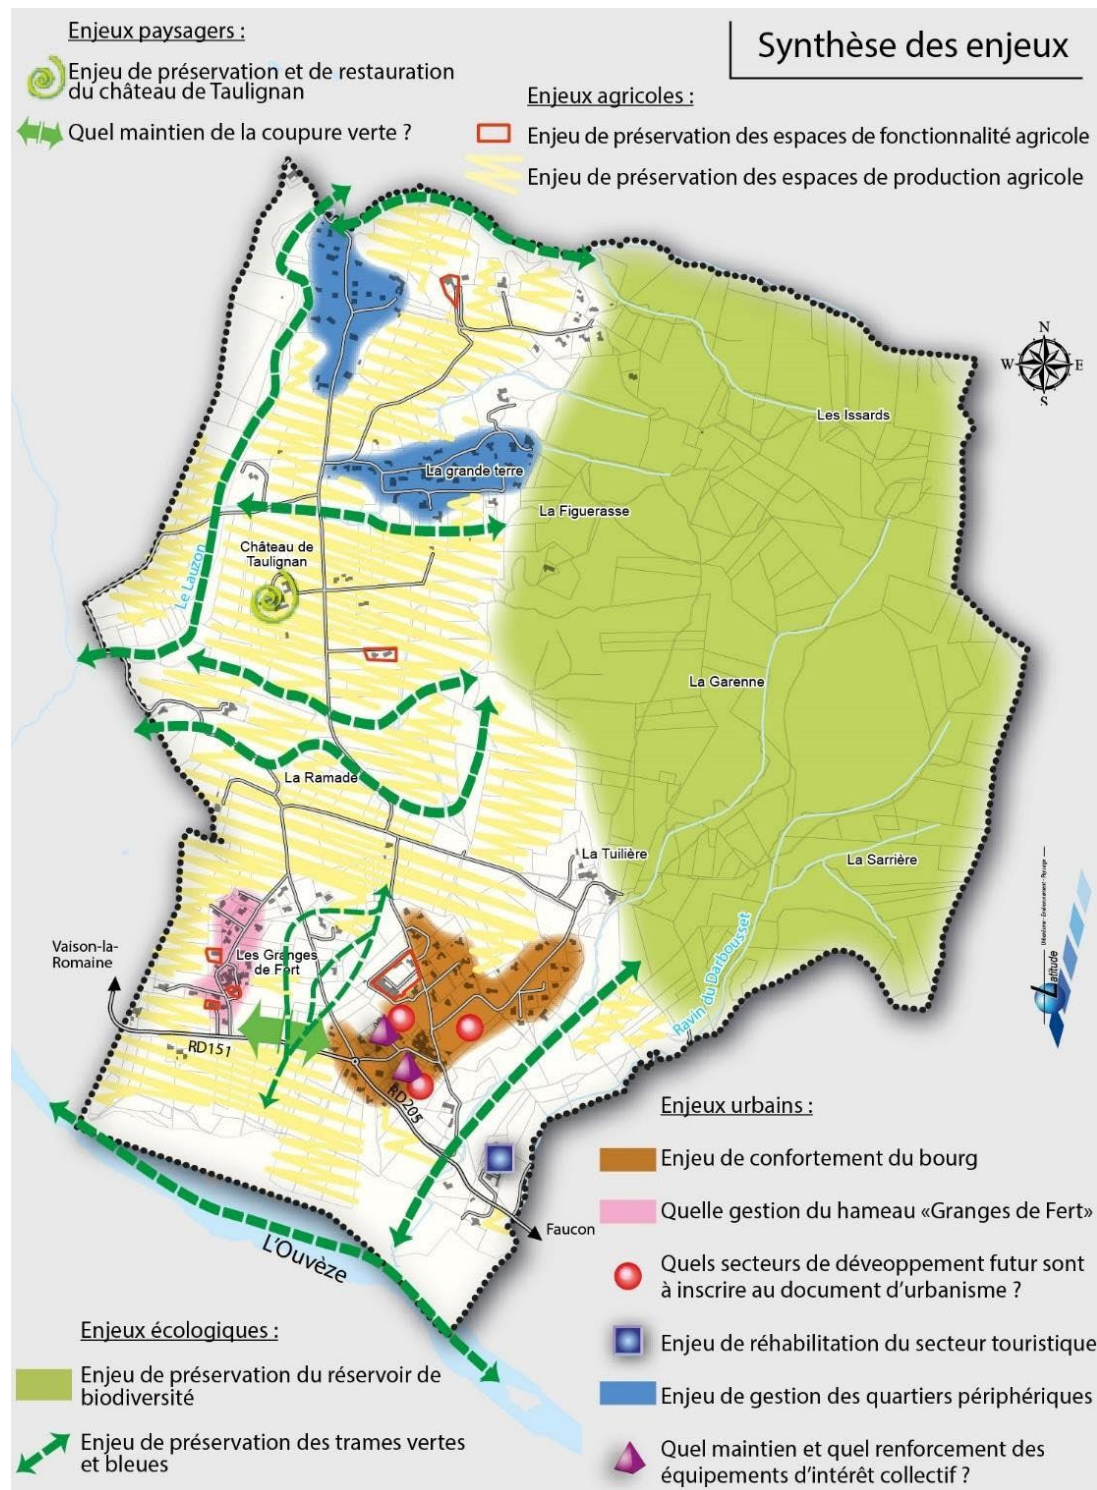 Synthèse des enjeux
Enjeux paysagers :
Enjeu de préservation et de restauration
du château de Taulignan
Quel maintien de la coupure verte ?
Enjeux agricoles :
Enjeu de préservation des espaces de fonctionnalité agricole
Enjeu de préservation des espaces de production agricole
N
W
E
S
Les Issards
La grande terre
La Figuerasse
Château de
Taulignan
Le Lauzon
La Garenne
La Ramade
La Tuilière
La Sarrière
Les Granges
de Fert
Vaison-la-
Romaine
RD151
RD205
Ravin du Darbousset
Latitude
Urbanisme - Environnement - Paysage
Faucon
L'Ouvèze
Enjeux urbains :
Enjeu de confortement du bourg
Quelle gestion du hameau «Granges de Fert»
Quels secteurs de déveoppement futur sont
à inscrire au document d'urbanisme ?
Enjeu de réhabilitation du secteur touristique
Enjeu de gestion des quartiers périphériques
Quel maintien et quel renforcement des
équipements d'intérêt collectif ?
Enjeux écologiques :
Enjeu de préservation du réservoir de
biodiversité
Enjeu de préservation des trames vertes
et bleues